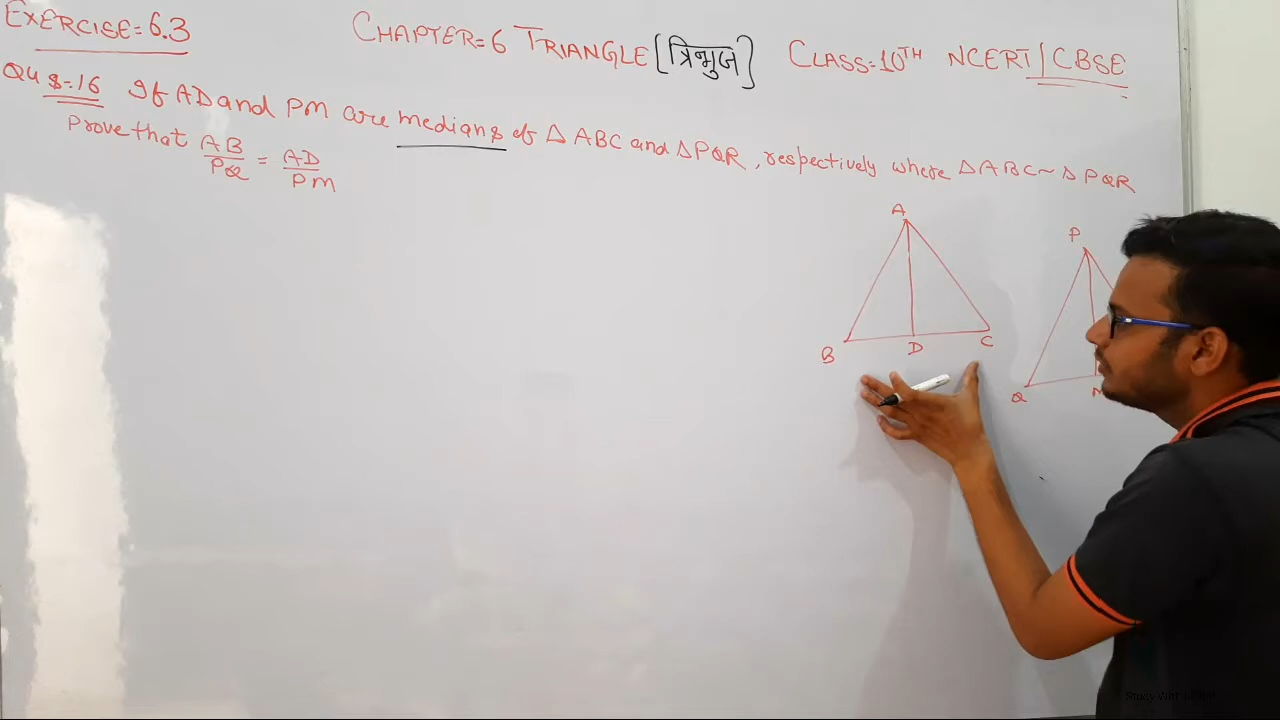 EXERCISE=6.3
CHAPTER=6 TRIANGLE [त्रिभुज] CLASS=10TH NCERT/CBSE
QUS.=16 If AD and PM are medians of △ABC and △PQR, respectively where △ABC~△PQR
Prove that AB/PQ = AD/PM
A
P
B
D
C
Q
M